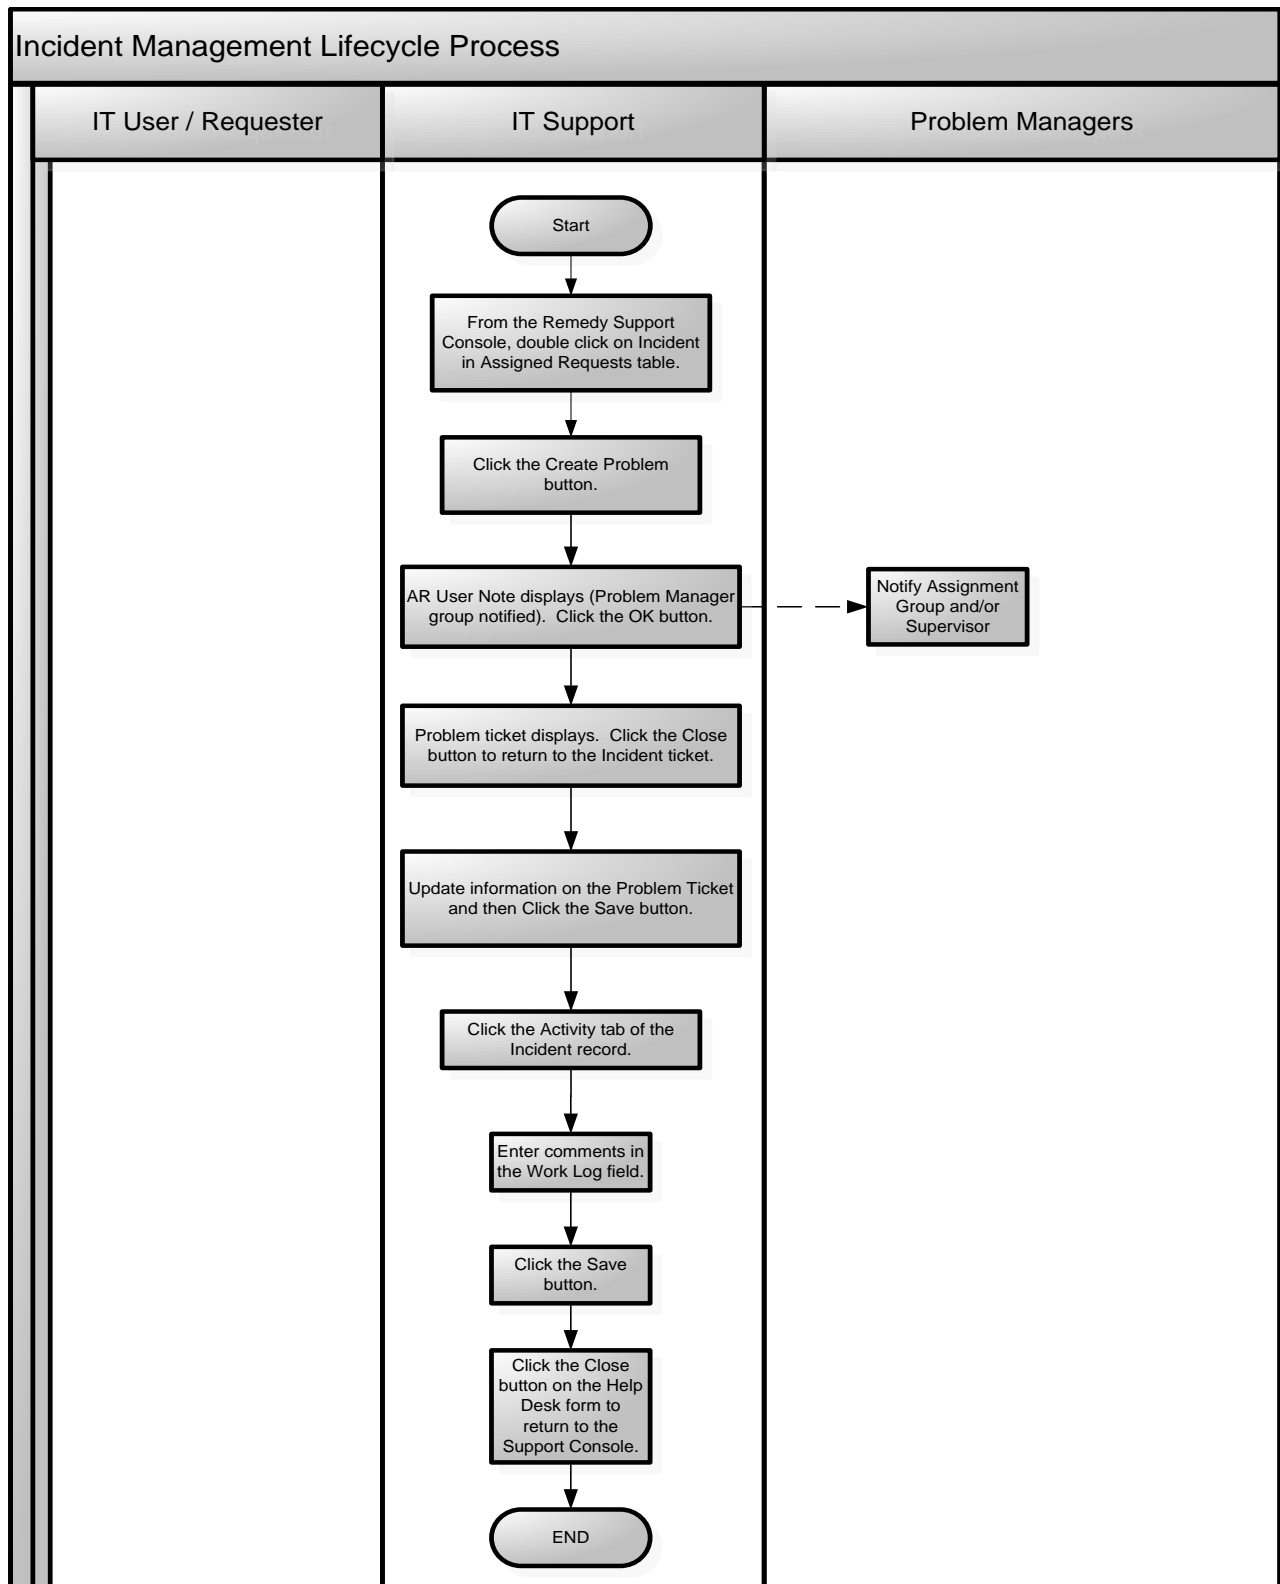 Incident Management Lifecycle Process
IT User / Requester
IT Support
Problem Managers
Start
From the Remedy Support
Console, double click on Incident
in Assigned Requests table.
Click the Create Problem
button.
AR User Note displays (Problem Manager
group notified).  Click the OK button.
Notify Assignment
Group and/or
Supervisor
Problem ticket displays.  Click the Close
button to return to the Incident ticket.
Update information on the Problem Ticket
and then Click the Save button.
Click the Activity tab of the
Incident record.
Enter comments in
the Work Log field.
Click the Save
button.
Click the Close
button on the Help
Desk form to
return to the
Support Console.
END